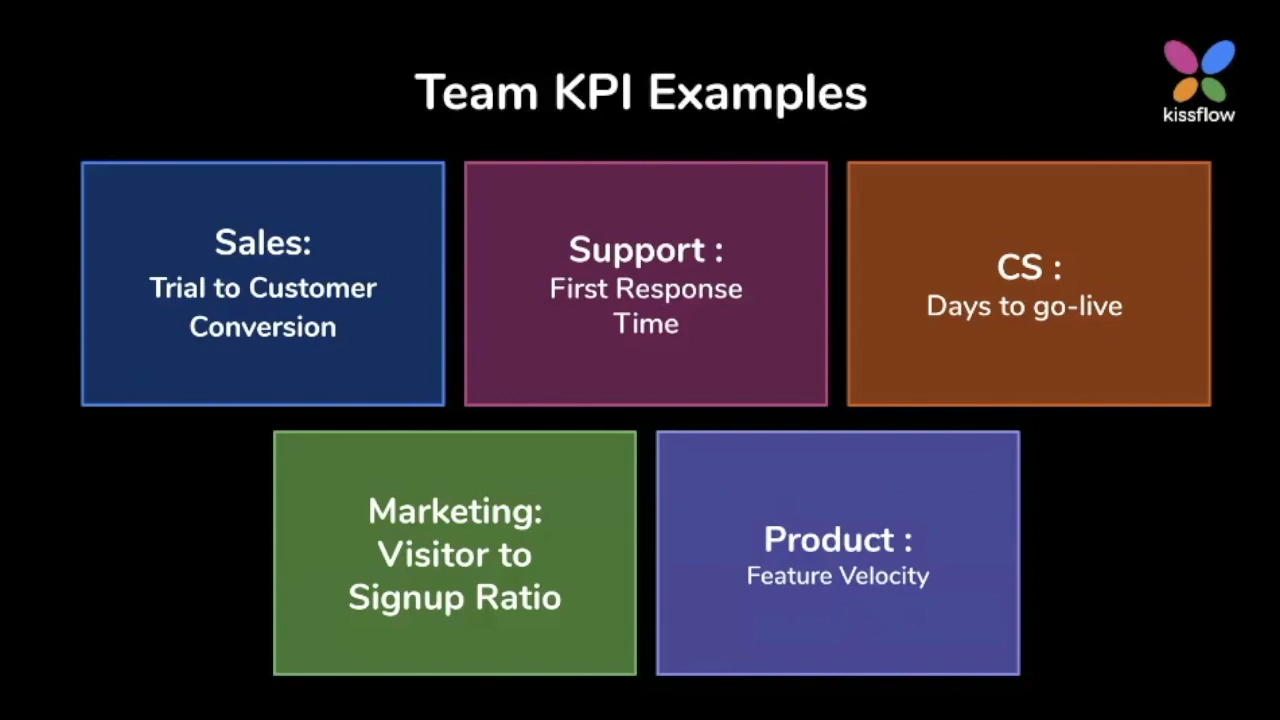 Team KPI Examples
kissflow
Sales:
Trial to Customer
Conversion
Support :
First Response
Time
CS :
Days to go-live
Marketing:
Visitor to
Signup Ratio
Product :
Feature Velocity